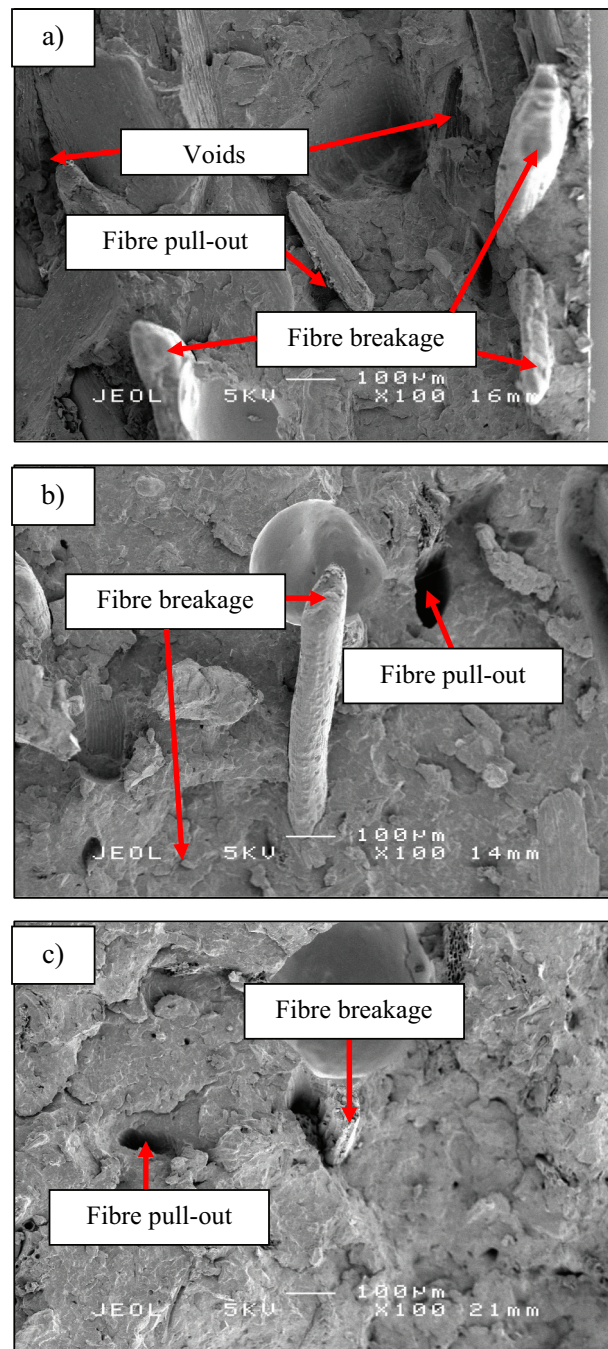 a)
Voids
Fibre pull-out
Fibre breakage
100μm
JEOL 5KV X100 16mm
b)
Fibre breakage
Fibre pull-out
100μm
JEOL 5KV X100 14mm
c)
Fibre breakage
Fibre pull-out
100μm
JEOL 5KV X100 21mm